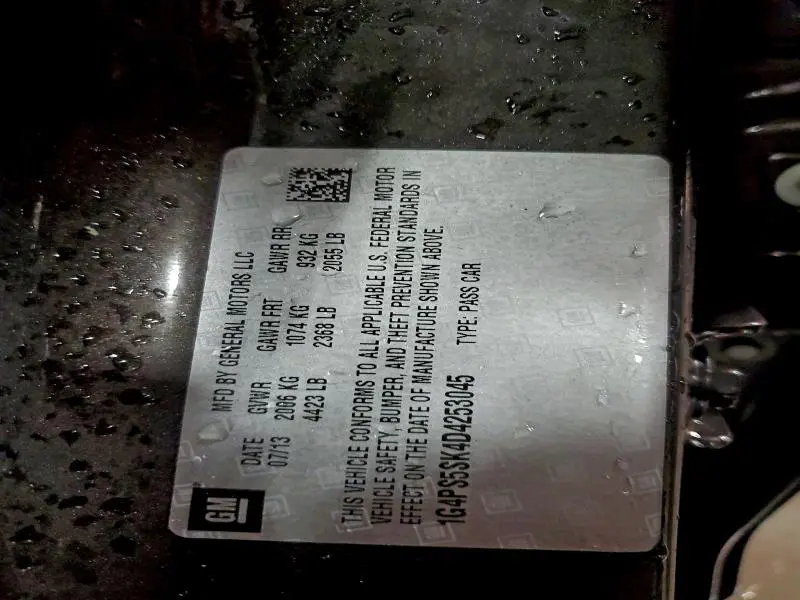 GM
MFD BY GENERAL MOTORS LLC
DATE GVWR GAWR FRT GAWR RR
07/13 2006 KG 1074 KG 932 KG
4423 LB 2368 LB 2055 LB
THIS VEHICLE CONFORMS TO ALL APPLICABLE U.S. FEDERAL MOTOR
VEHICLE SAFETY, BUMPER, AND THEFT PREVENTION STANDARDS IN
EFFECT ON THE DATE OF MANUFACTURE SHOWN ABOVE.
1G4PS5SK4D4253045 TYPE: PASS CAR